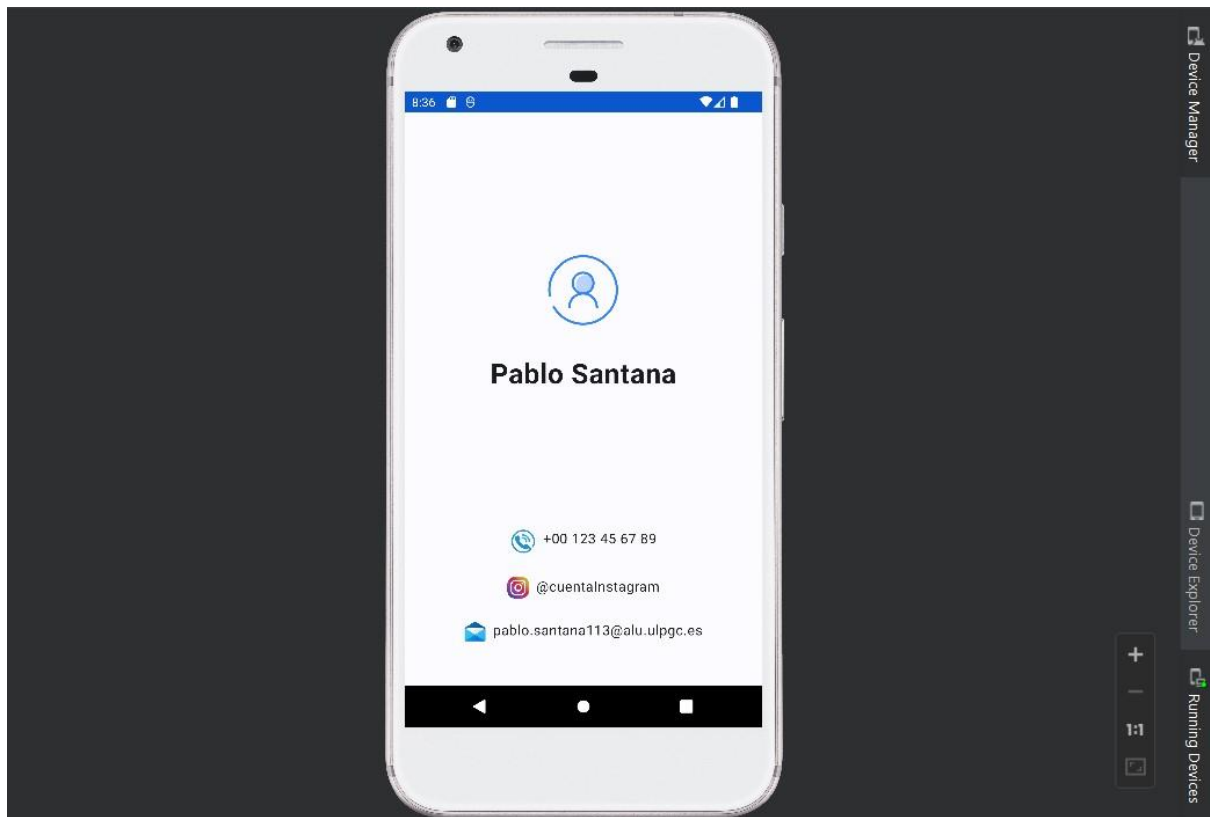 8:36
Pablo Santana
+00 123 45 67 89
@cuentaInstagram
pablo.santana113@alu.ulpgc.es
Device Manager
Device Explorer
Running Devices
1:1